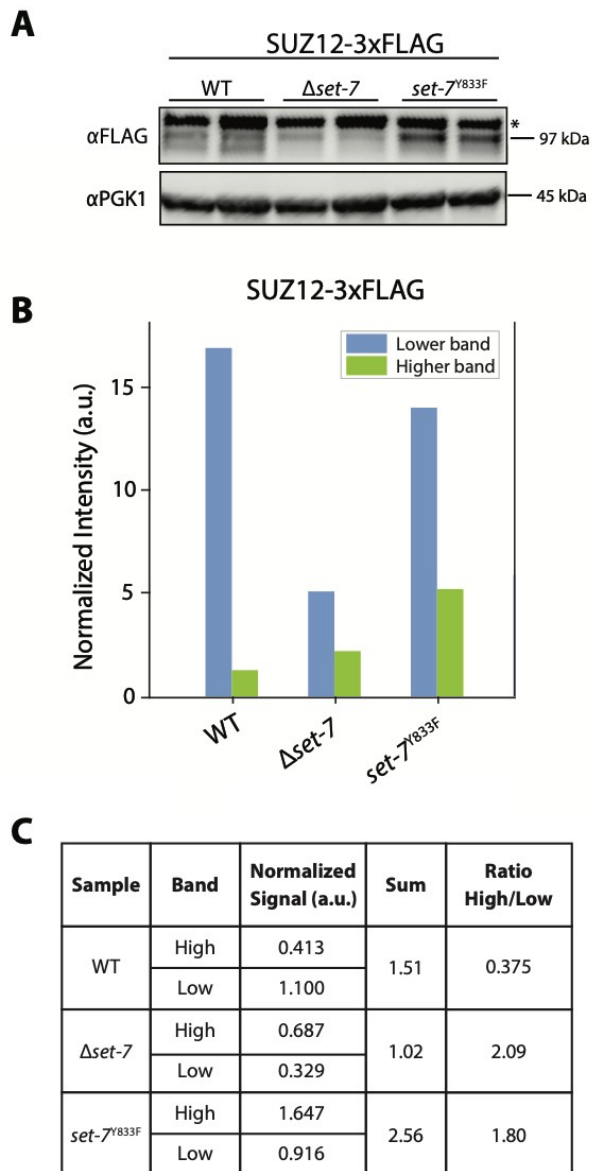 A
SUZ12-3xFLAG
WT Δset-7 set-7Y833F
αFLAG
*
97 kDa
αPGK1
45 kDa
B
SUZ12-3xFLAG
Normalized Intensity (a.u.)
15
10
5
0
Lower band
Higher band
WT
Δset-7
set-7Y833F
C
Sample Band Normalized Signal (a.u.) Sum Ratio High/Low
WT High 0.413 1.51 0.375
Low 1.100
Δset-7 High 0.687 1.02 2.09
Low 0.329
set-7Y833F High 1.647 2.56 1.80
Low 0.916